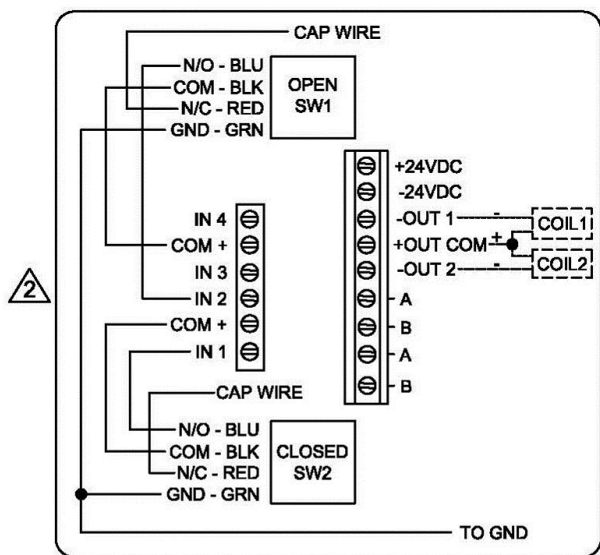 CAP WIRE
N/O - BLU
COM - BLK
N/C - RED
GND - GRN
OPEN
SW1
+24VDC
-24VDC
-OUT 1 -
+OUT COM +
-OUT 2 -
A
B
A
B
COIL1
COIL2
IN 4
COM +
IN 3
IN 2
COM +
IN 1
2
CAP WIRE
N/O - BLU
COM - BLK
N/C - RED
GND - GRN
CLOSED
SW2
TO GND